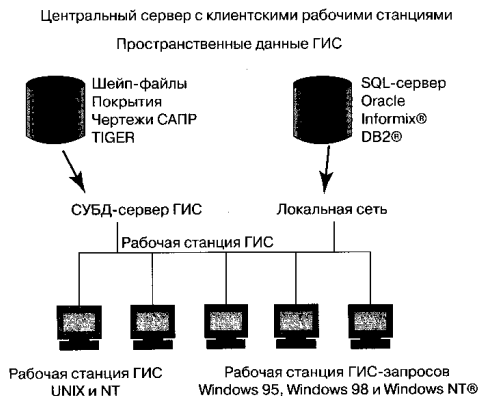 Центральный сервер с клиентскими рабочими станциями
Пространственные данные ГИС
Шейп-файлы
Покрытия
Чертежи САПР
TIGER
SQL-сервер
Oracle
Informix®
DB2®
СУБД-сервер ГИС
Локальная сеть
Рабочая станция ГИС
Рабочая станция ГИС
UNIX и NT
Рабочая станция ГИС-запросов
Windows 95, Windows 98 и Windows NT®